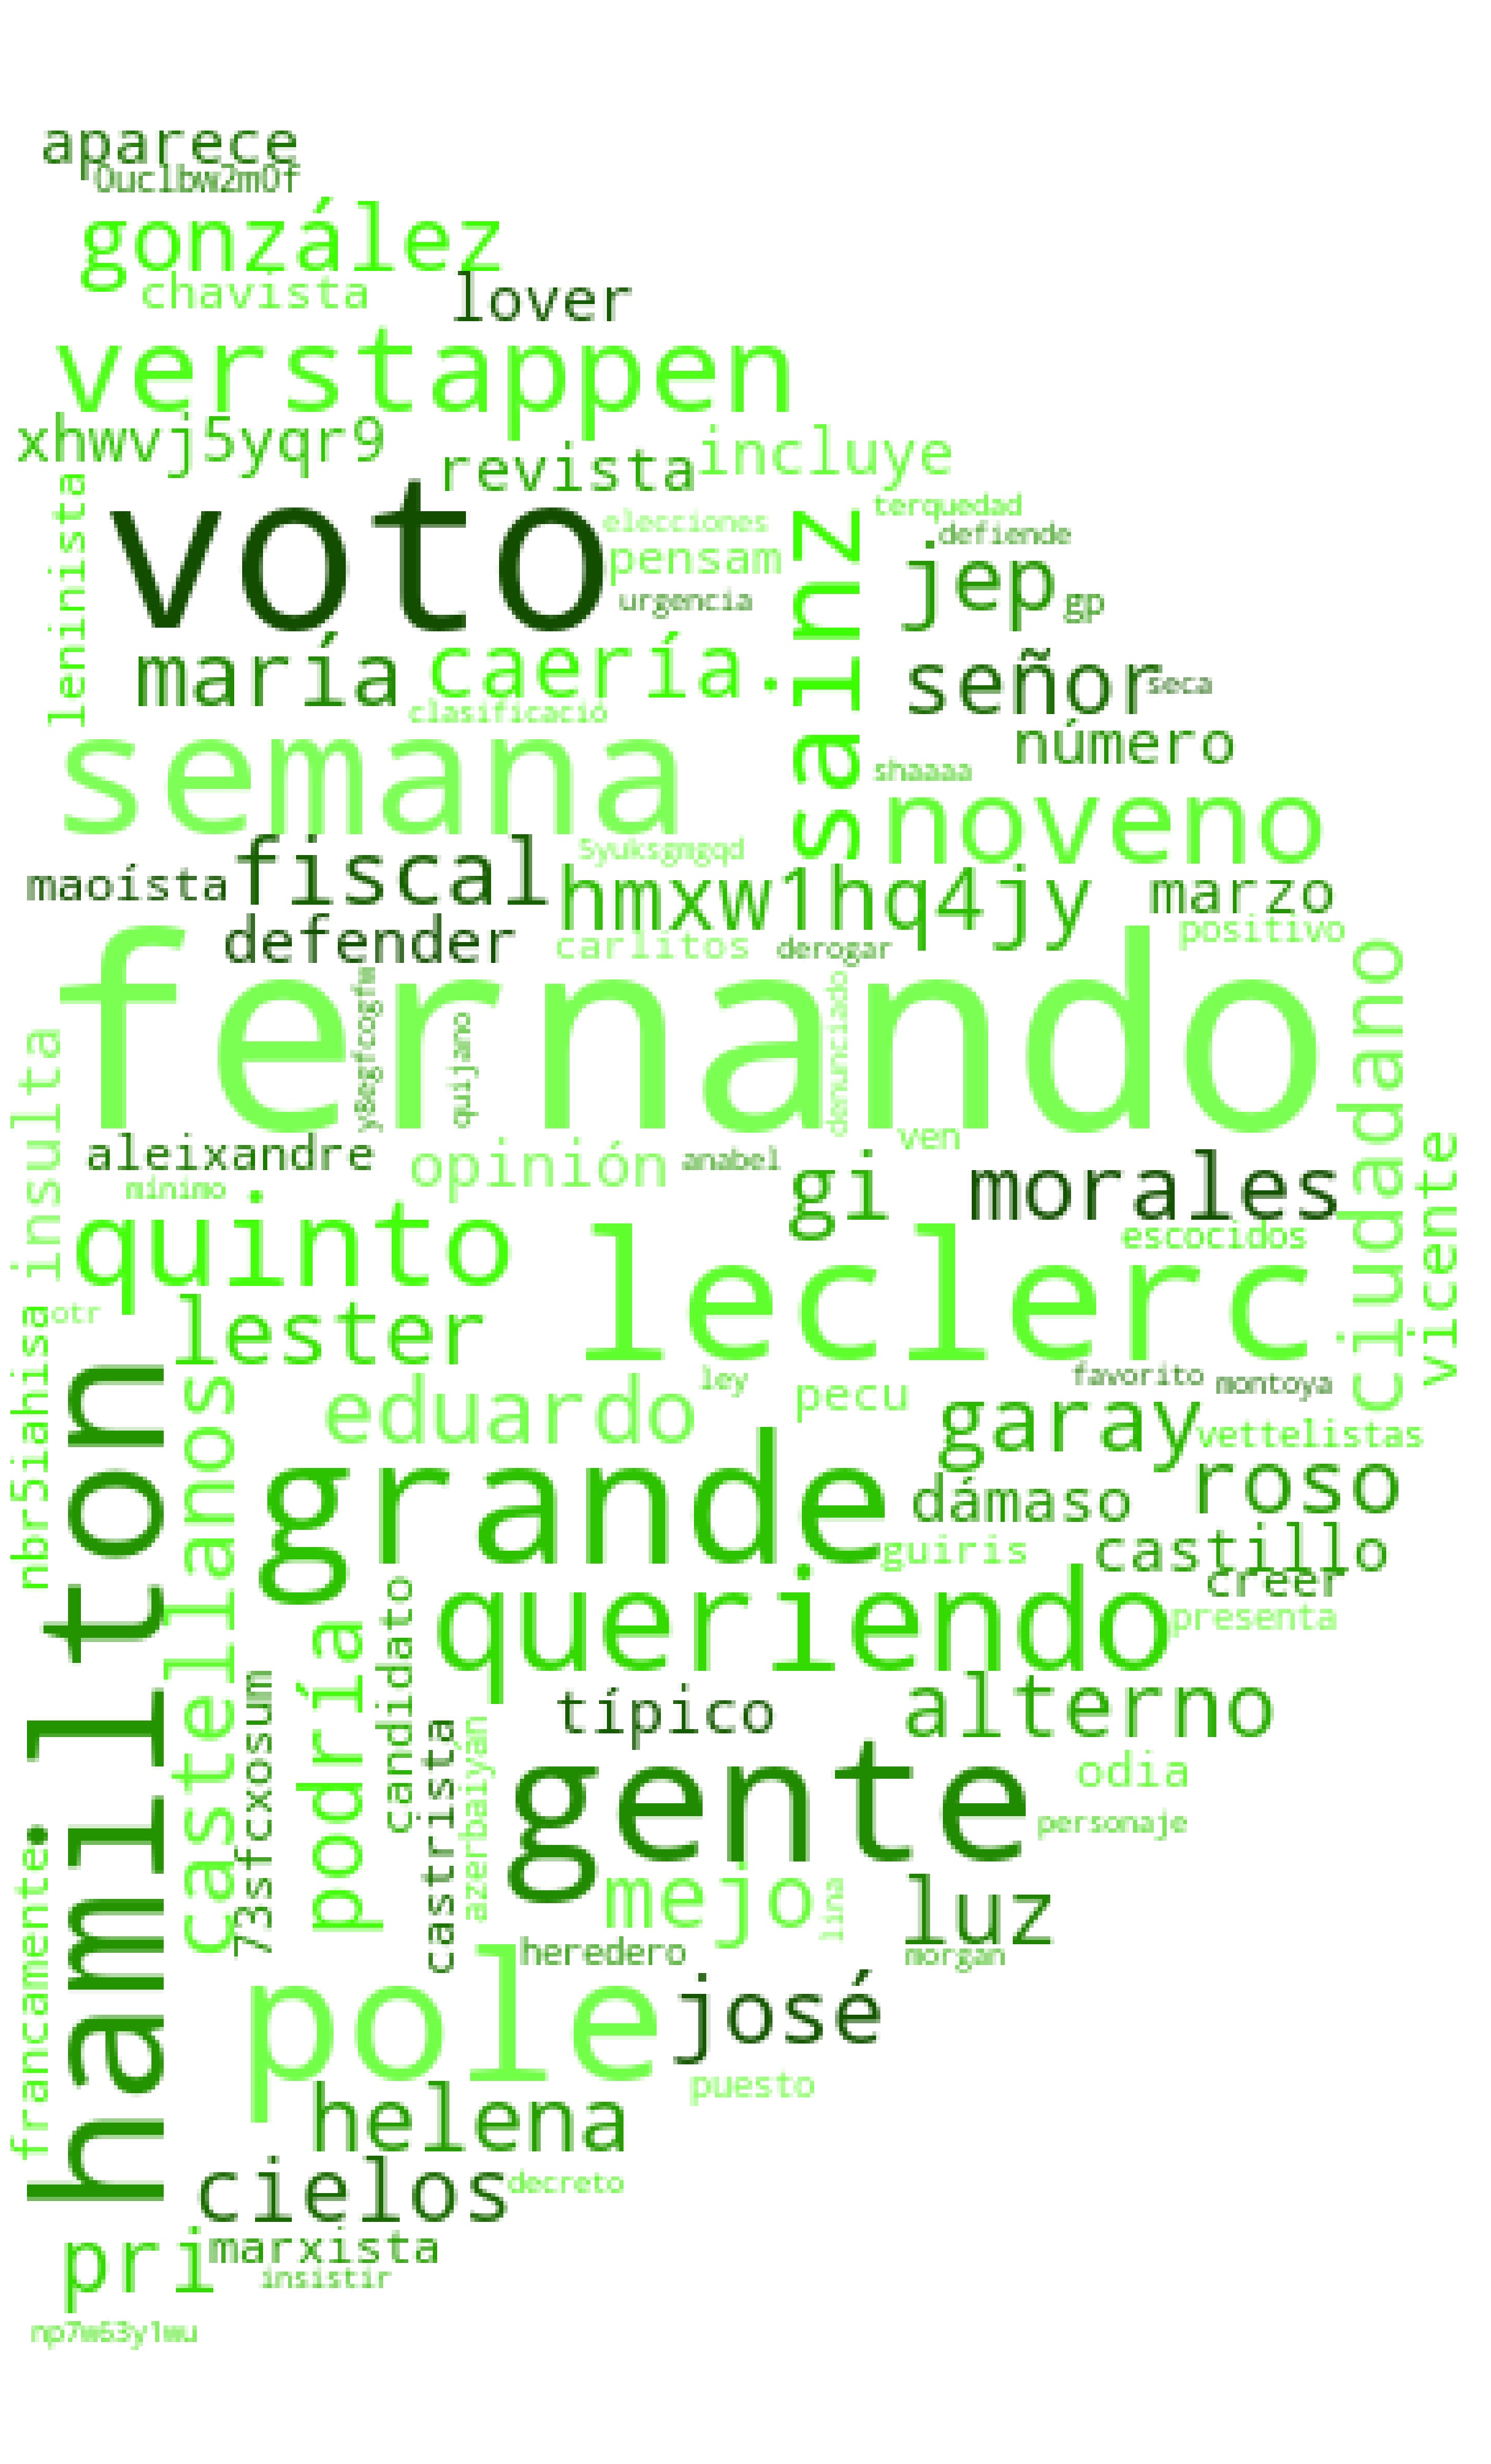 aparece
0uc1bw2m0f
gonzález
chavista
lover
verstappen
xhwvj5yqr9
revista
incluye
leninista
voto
elecciones
pensam
urgencia
sainz
terquedad
defiende
jep
gp
maría
caería
clasificació
señor
seca
número
semana
shaaaa
noveno
maoísta
fiscal
hmxw1hq4jy
marzo
defender
carlitos
derogar
positivo
fernando
quijano
denunciado
ciudadano
insulta
aleixandre
opinión
anabel
ven
mínimo
gi
morales
vicente
quinto
escocidos
leclerc
nbr5iahisa
otr
lester
hamilton
castellanos
eduardo
ley
pecu
favorito
montoya
garay
vettelistas
grande
dámaso
roso
guiris
castillo
creer
queriendo
presenta
podría
candidato
73sfcxosum
castrista
azerbaiyán
típico
alterno
gente
odia
personaje
francamente
mejo
lina
luz
heredero
morgan
pole
josé
puesto
helena
cielos
decreto
pri
marxista
insistir
np7w63y1wu